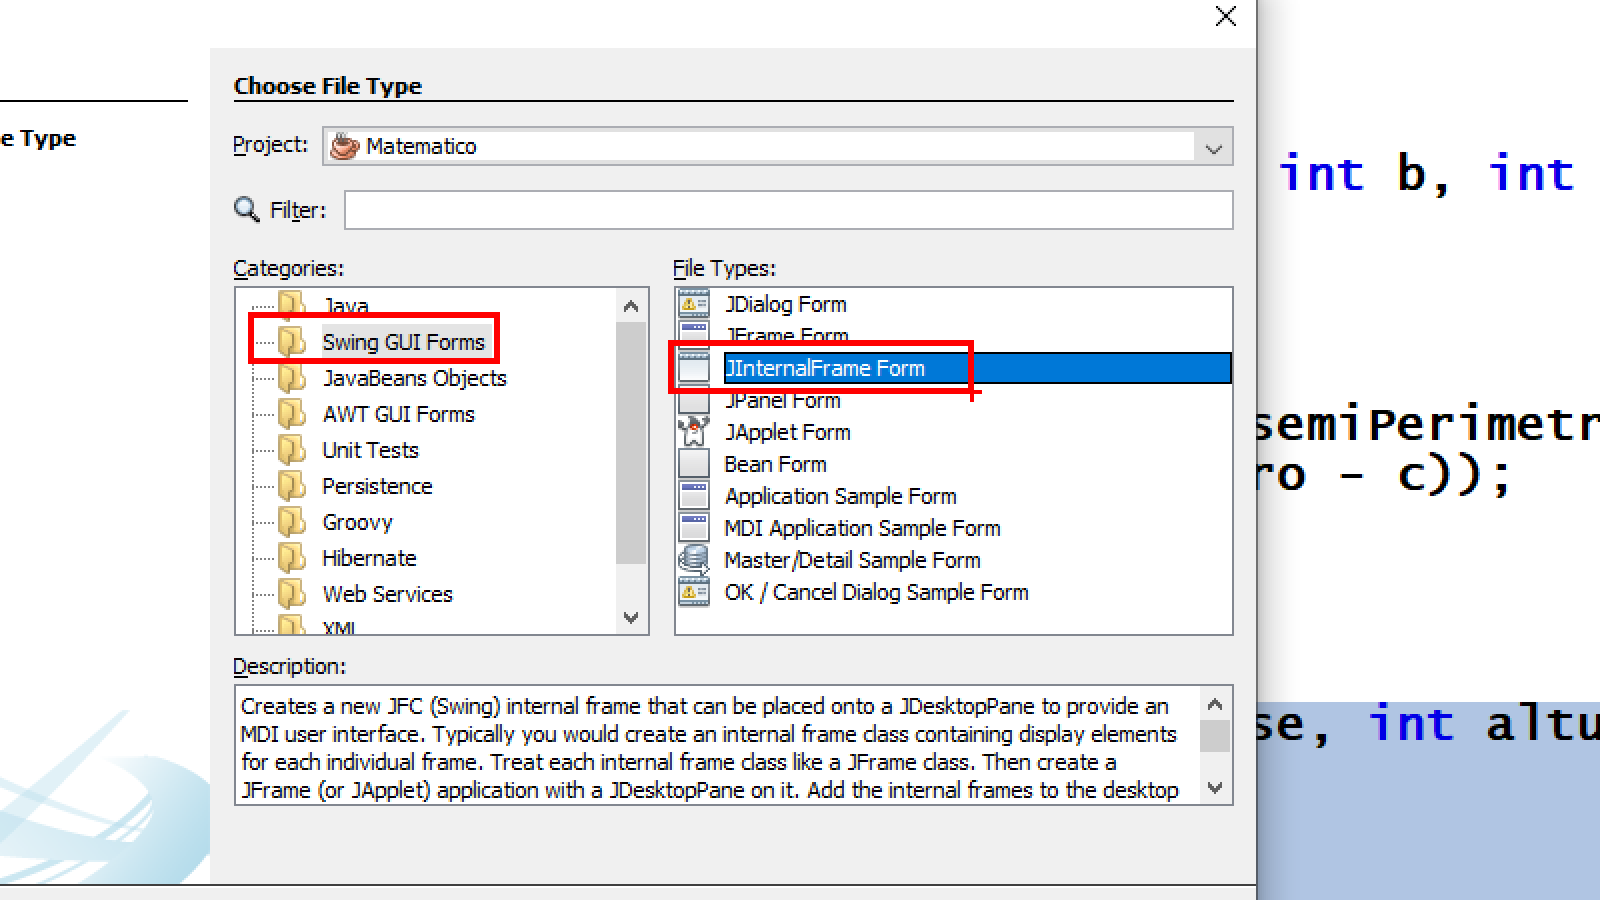 Choose File Type
e Type
Project: Matematico
Filter:
Categories:
Java
Swing GUI Forms
JavaBeans Objects
AWT GUI Forms
Unit Tests
Persistence
Groovy
Hibernate
Web Services
XML
File Types:
JDialog Form
JFrame Form
JInternalFrame Form
JPanel Form
JApplet Form
Bean Form
Application Sample Form
MDI Application Sample Form
Master/Detail Sample Form
OK / Cancel Dialog Sample Form
Description:
Creates a new JFC (Swing) internal frame that can be placed onto a JDesktopPane to provide an
MDI user interface. Typically you would create an internal frame class containing display elements
for each individual frame. Treat each internal frame class like a JFrame class. Then create a
JFrame (or JApplet) application with a JDesktopPane on it. Add the internal frames to the desktop
int b, int
semiPerimetr
ro - c));
se, int altu